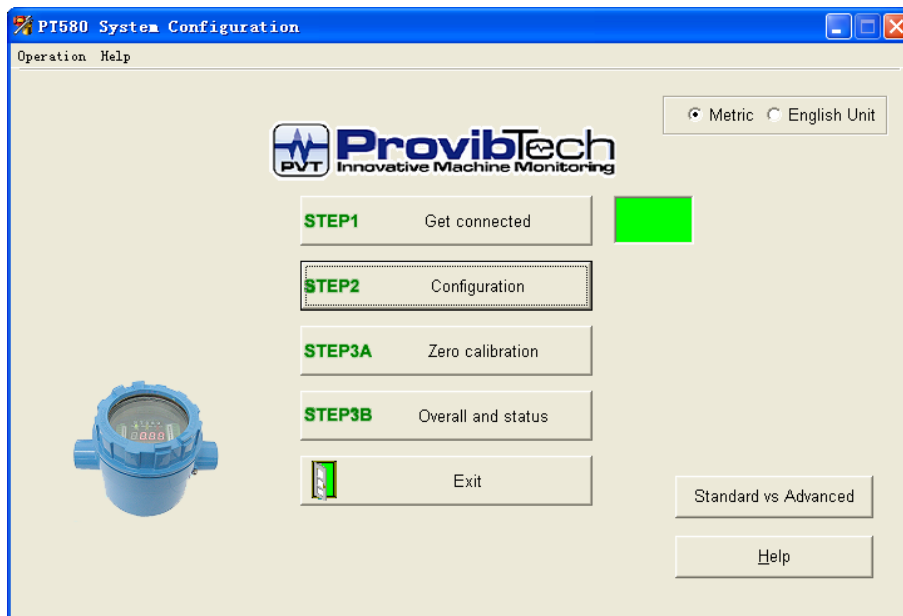 PT580 System Configuration
Operation Help
Metric English Unit
PVT ProvibTech
Innovative Machine Monitoring
STEP1 Get connected
STEP2 Configuration
STEP3A Zero calibration
STEP3B Overall and status
Exit
Standard vs Advanced
Help